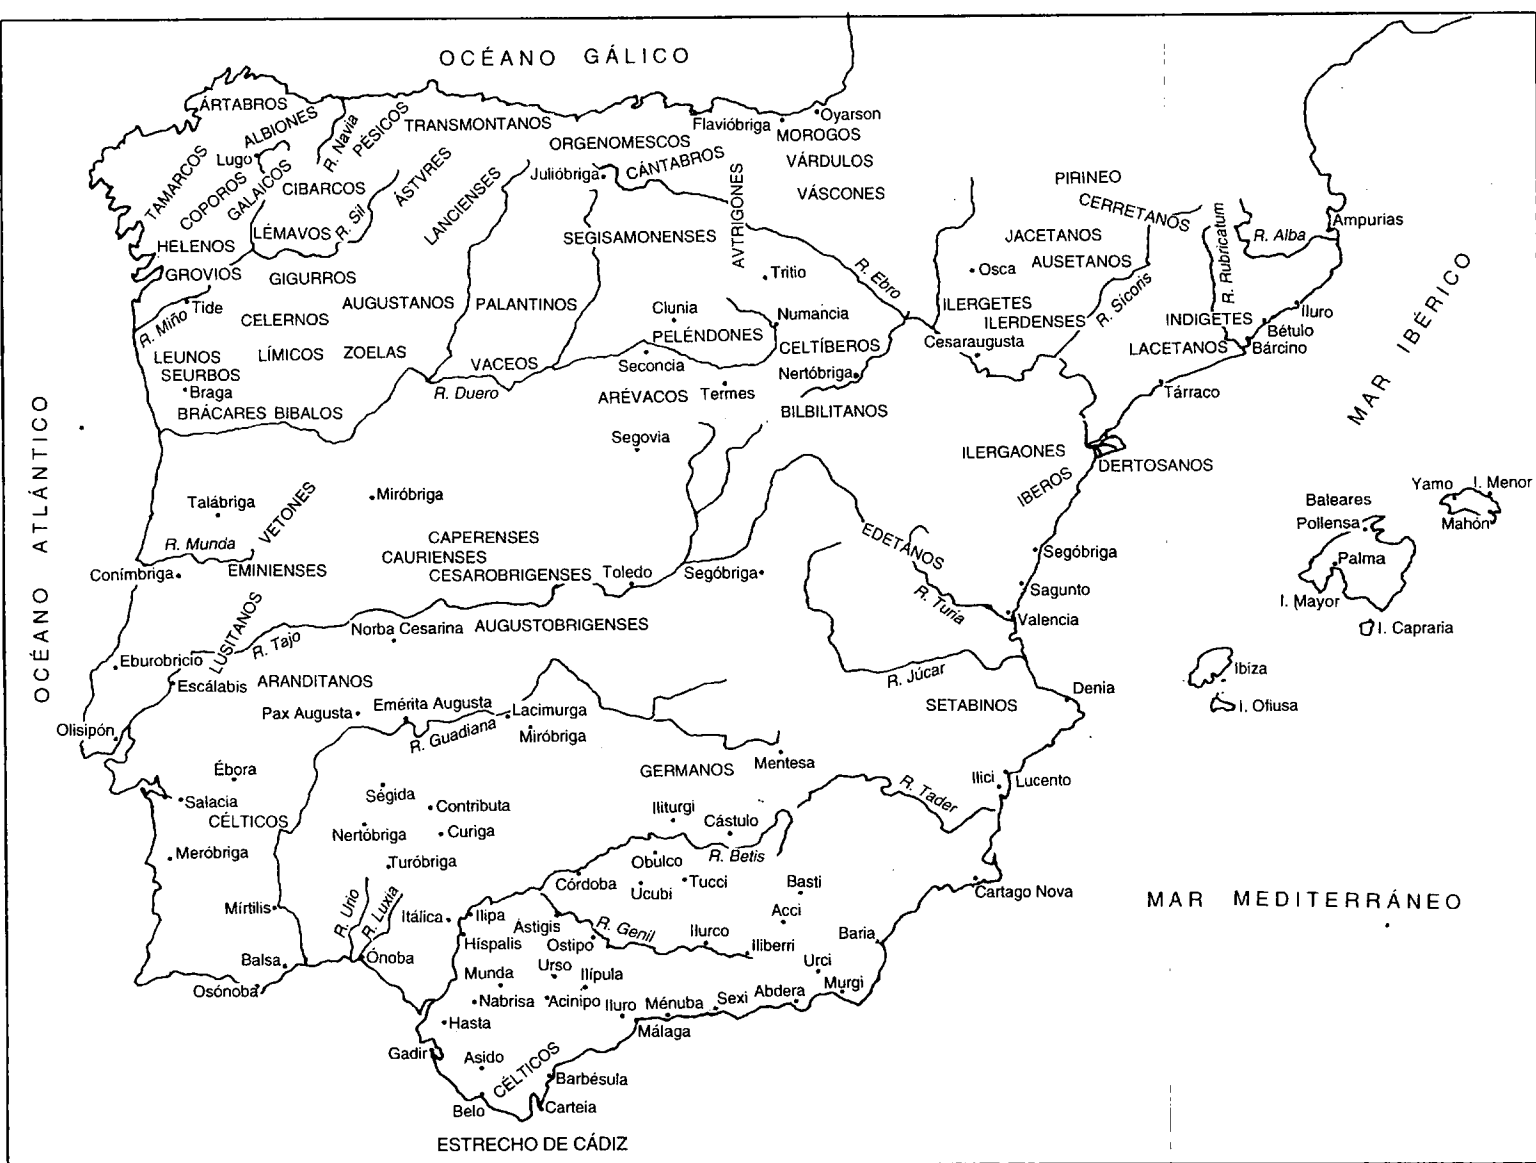 OCÉANO GÁLICO
ÁRTABROS
ALBIONES
R. Navia
PÉSICOS
TRANSMONTANOS
ORGENOMESCOS
Flavióbriga
Oyarson
MOROGOS
Lugo
TAMARCOS
COPOROS
GALAICOS
CIBARCOS
ÁSTVRES
LANCIENSES
Julióbriga
CÁNTABROS
AVTRIGONES
VÁRDULOS
VÁSCONES
PIRINEO
CERRETANOS
HELENOS
LÉMAVOS
R. Sil
SEGISAMONENSES
JACETANOS
AUSETANOS
R. Rubricatum
R. Alba
Ampurias
GROVIOS
GIGURROS
Tritio
R. Ebro
Osca
R. Sicoris
R. Miño
Tide
AUGUSTANOS
PALANTINOS
Clunia
Numancia
ILERGETES
ILERDENSES
CELERNOS
PELÉNDONES
INDIGETES
Iluro
Bétulo
LEUNOS
LÍMICOS
ZOELAS
VACEOS
Seconcia
CELTÍBEROS
Cesaraugusta
LACETANOS
Bárcino
SEURBOS
Braga
R. Duero
ARÉVACOS
Termes
Nertóbriga
Tárraco
BRÁCARES BIBALOS
BILBILITANOS
MAR IBÉRICO
OCÉANO ATLÁNTICO
Segovia
ILERGAONES
DERTOSANOS
IBEROS
Talábriga
VETONES
Miróbriga
Yamo
I. Menor
Baleares
Pollensa
Mahón
R. Munda
CAPERENSES
CAURIENSES
EDETANOS
Segóbriga
Palma
Conímbriga
EMINIENSES
CESAROBRIGENSES
Toledo
Segóbriga
Sagunto
I. Mayor
LUSITANOS
R. Tajo
Norba Cesarina
AUGUSTOBRIGENSES
R. Turia
Valencia
I. Capraria
Eburobricio
Escálabis
ARANDITANOS
R. Júcar
Ibiza
Denia
I. Ofiusa
Pax Augusta
Emérita Augusta
Lacimurga
SETABINOS
Olisipón
R. Guadiana
Miróbriga
Ébora
GERMANOS
Mentesa
Ilici
Lucento
Salacia
CÉLTICOS
Ségida
Contributa
Iliturgi
Cástulo
R. Tader
Nertóbriga
Curiga
Meróbriga
Turóbriga
Obulco
R. Betis
Córdoba
Ucubi
Tucci
Basti
Cartago Nova
MAR MEDITERRÁNEO
Mírtilis
R. Urio
R. Luxia
Itálica
Ilipa
Ástigis
R. Genil
Acci
Híspalis
Ostipo
Ilurco
Iliberri
Baria
Balsa
Ónoba
Munda
Urso
Ilípula
Urci
Osónoba
Nabrisa
Acinipo
Iluro
Ménuba
Sexi
Abdera
Murgi
Hasta
Málaga
Gadir
Asido
CÉLTICOS
Barbésula
Belo
Carteia
ESTRECHO DE CÁDIZ